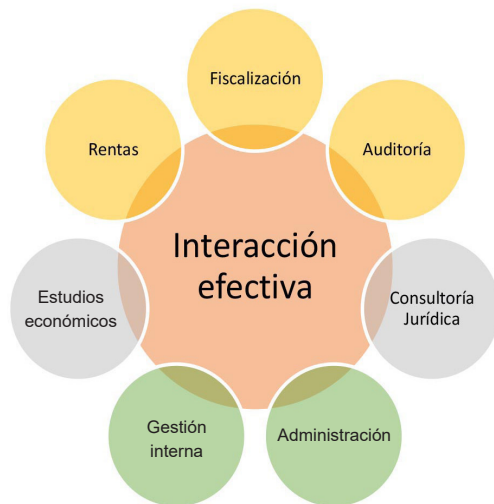 Fiscalización
Rentas
Auditoría
Interacción
efectiva
Estudios
económicos
Consultoría
Jurídica
Gestión
interna
Administración